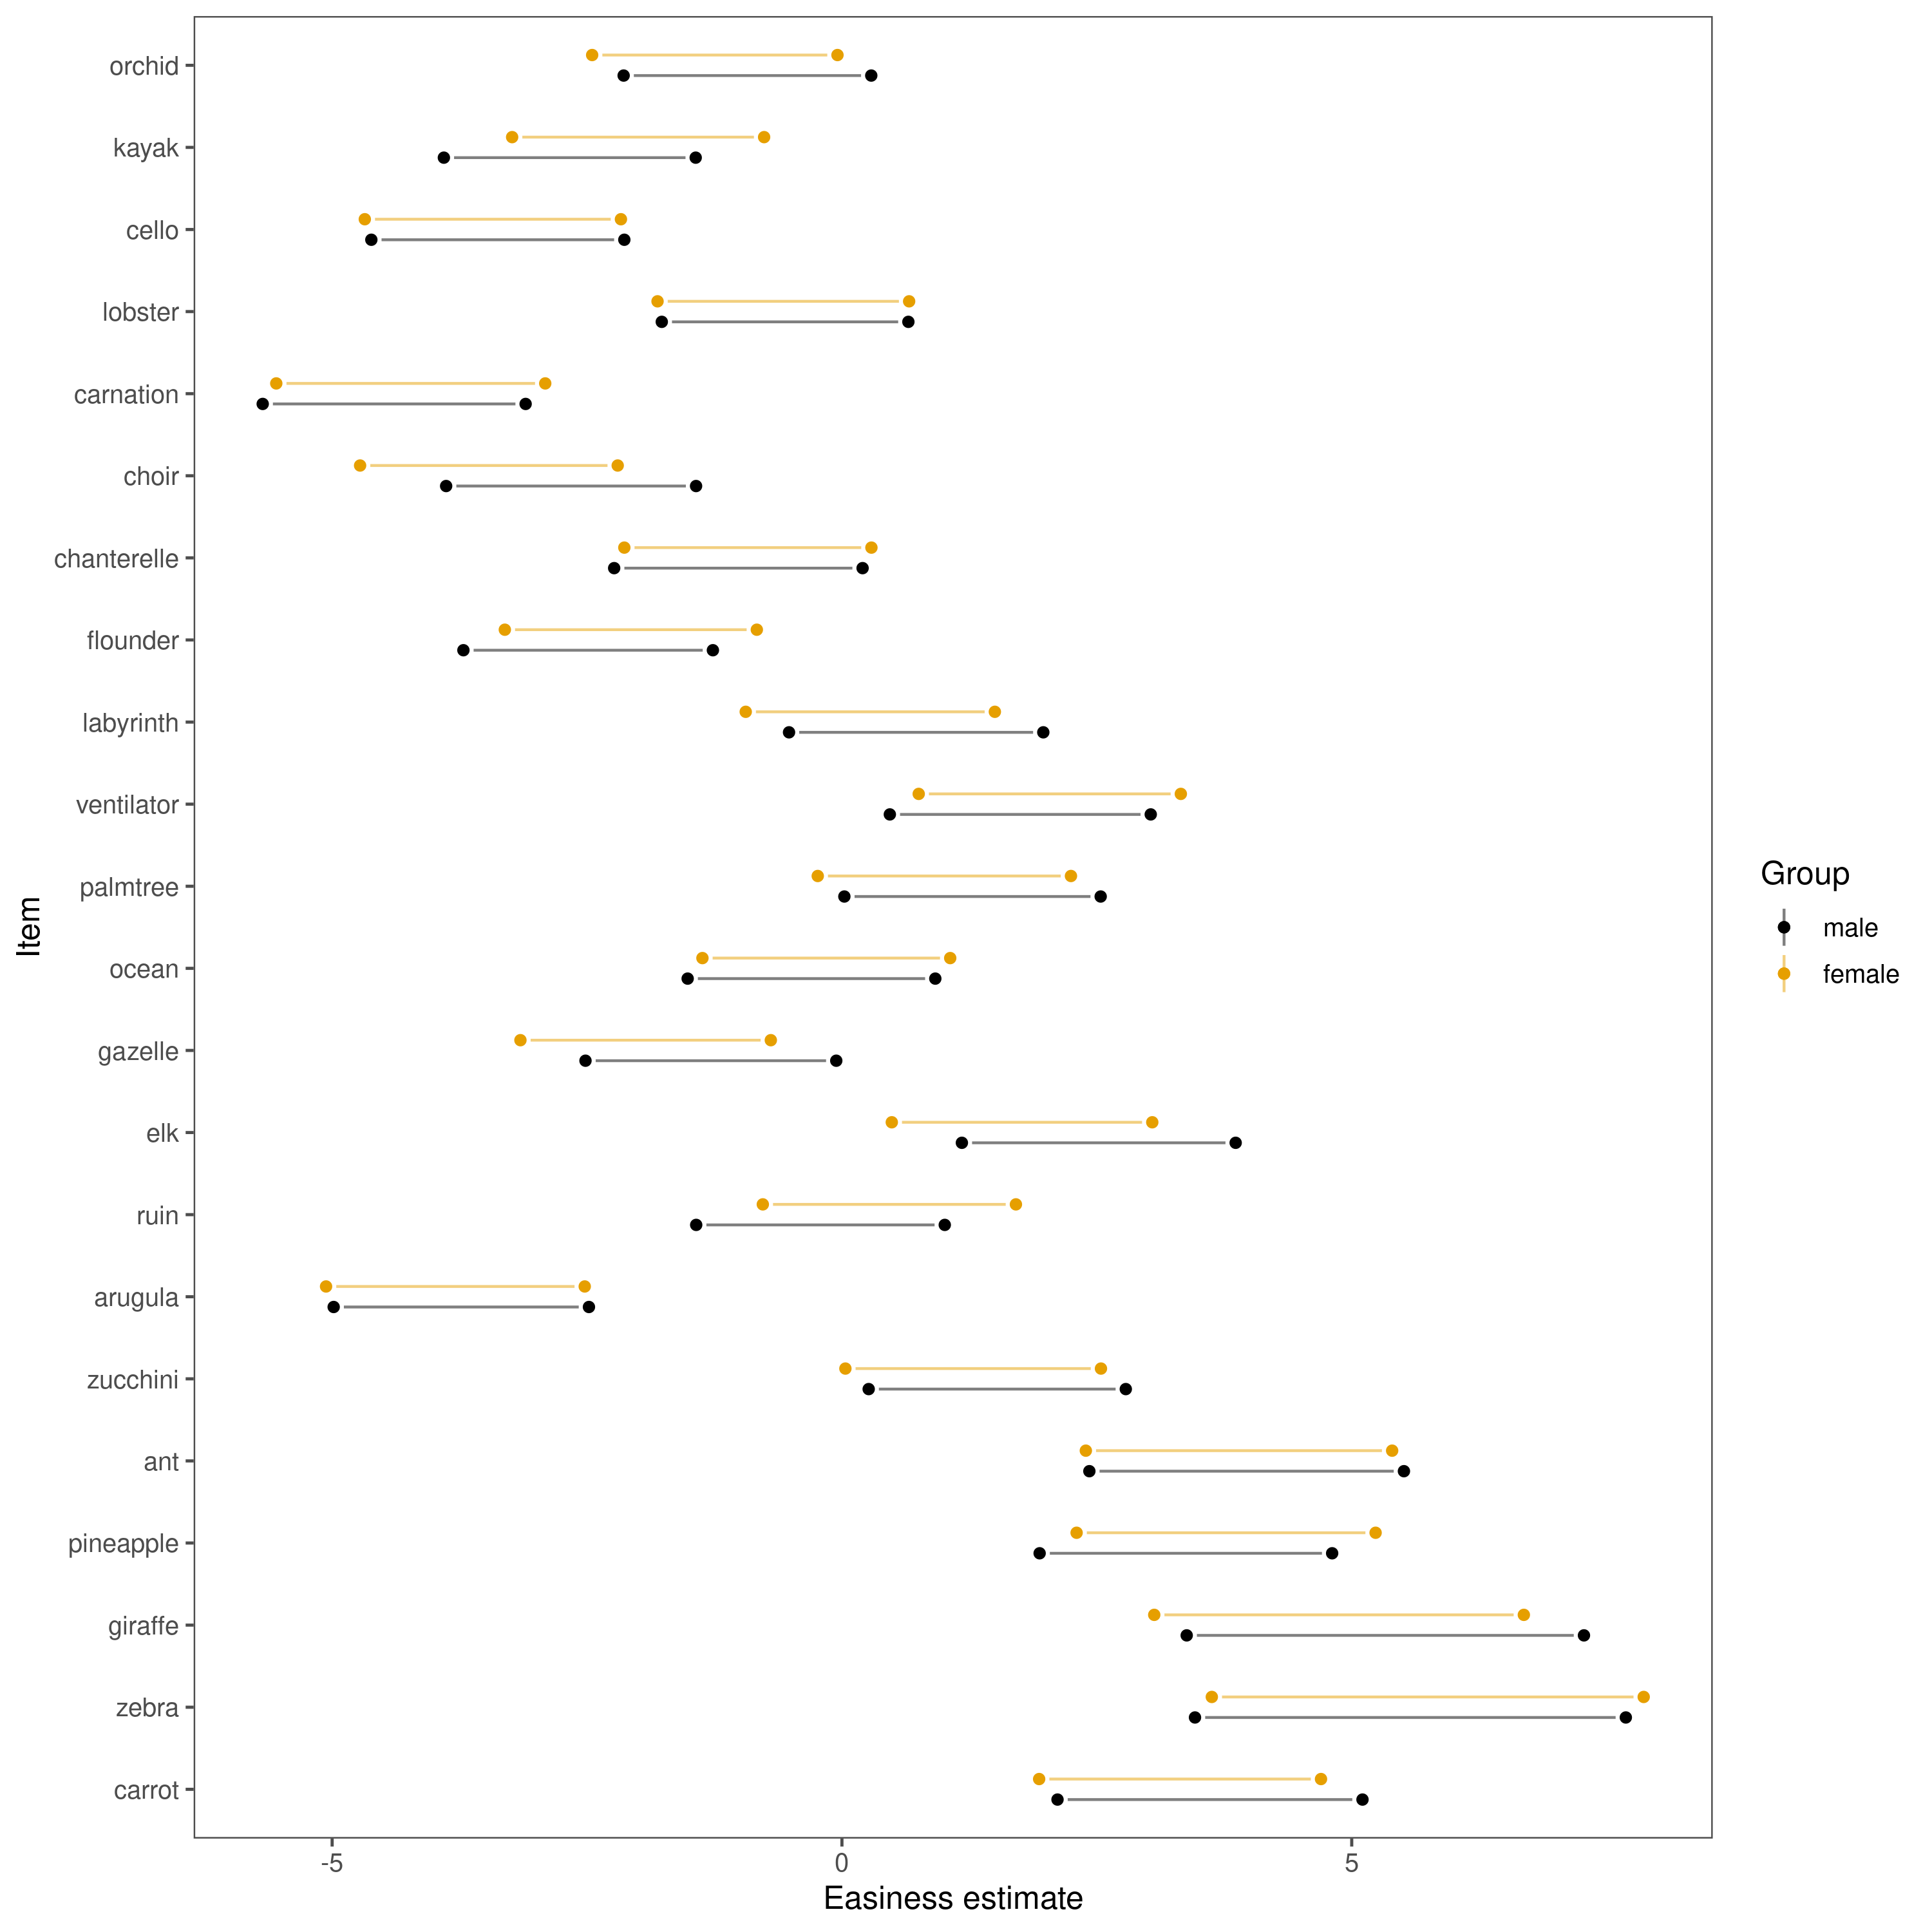 orchid
kayak
cello
lobster
carnation
choir
chanterelle
flounder
labyrinth
ventilator
palmtree
ocean
gazelle
elk
ruin
arugula
zucchini
ant
pineapple
giraffe
zebra
carrot
Item
-5 0 5
Easiness estimate
Group
male
female